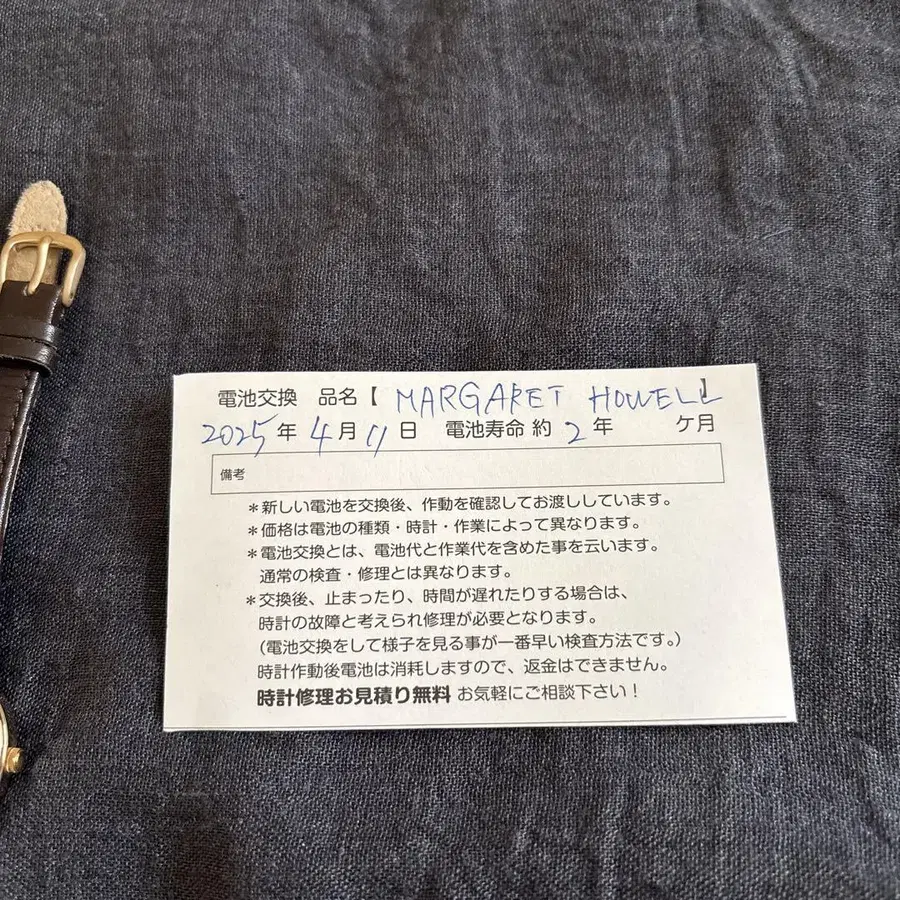 電池交換 品名【 MARGARET HOWELL 】
2025年 4月 11日 電池寿命 約 2年 ケ月
備考
＊新しい電池を交換後、作動を確認してお渡ししています。
＊価格は電池の種類・時計・作業によって異なります。
＊電池交換とは、電池代と作業代を含めた事を云います。
通常の検査・修理とは異なります。
＊交換後、止まったり、時間が遅れたりする場合は、
時計の故障と考えられ修理が必要となります。
(電池交換をして様子を見る事が一番早い検査方法です。)
時計作動後電池は消耗しますので、返金はできません。
時計修理お見積り無料 お気軽にご相談下さい！